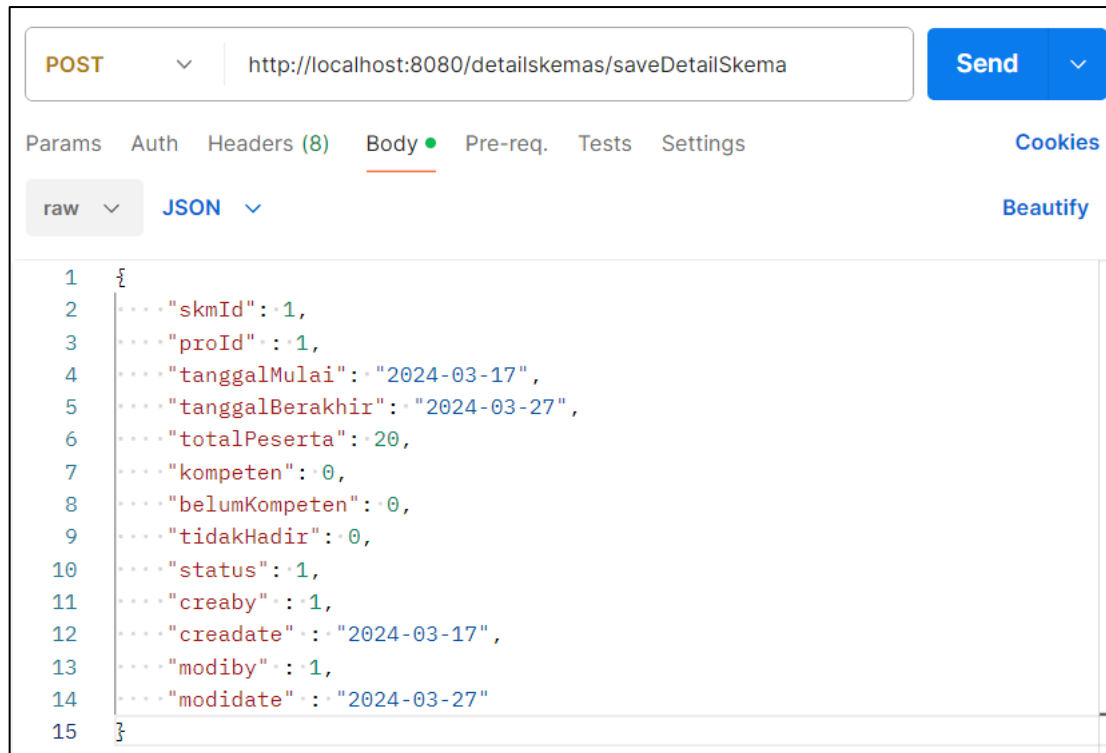 POST http://localhost:8080/detailskemas/saveDetailSkema Send
Params Auth Headers (8) Body Pre-req. Tests Settings Cookies
raw JSON Beautify
1 {
2 "skmId": 1,
3 "proId" : 1,
4 "tanggalMulai": "2024-03-17",
5 "tanggalBerakhir": "2024-03-27",
6 "totalPeserta": 20,
7 "kompeten": 0,
8 "belumKompeten": 0,
9 "tidakHadir": 0,
10 "status": 1,
11 "creaby" : 1,
12 "creadate" : "2024-03-17",
13 "modiby" : 1,
14 "modidate" : "2024-03-27"
15 }